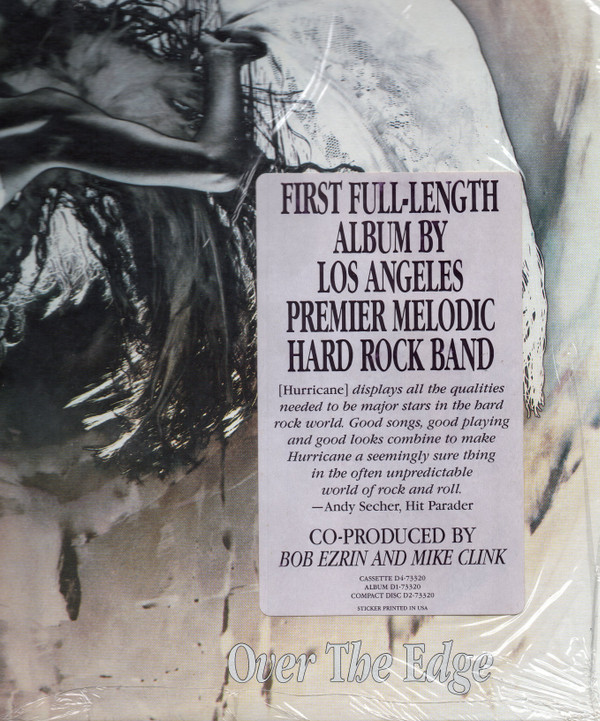 FIRST FULL-LENGTH
ALBUM BY
LOS ANGELES
PREMIER MELODIC
HARD ROCK BAND
[Hurricane] displays all the qualities
needed to be major stars in the hard
rock world. Good songs, good playing
and good looks combine to make
Hurricane a seemingly sure thing
in the often unpredictable
world of rock and roll.
—Andy Secher, Hit Parader
CO-PRODUCED BY
BOB EZRIN AND MIKE CLINK
CASSETTE D4-73320
ALBUM D1-73320
COMPACT DISC D2-73320
STICKER PRINTED IN USA
Over The Edge